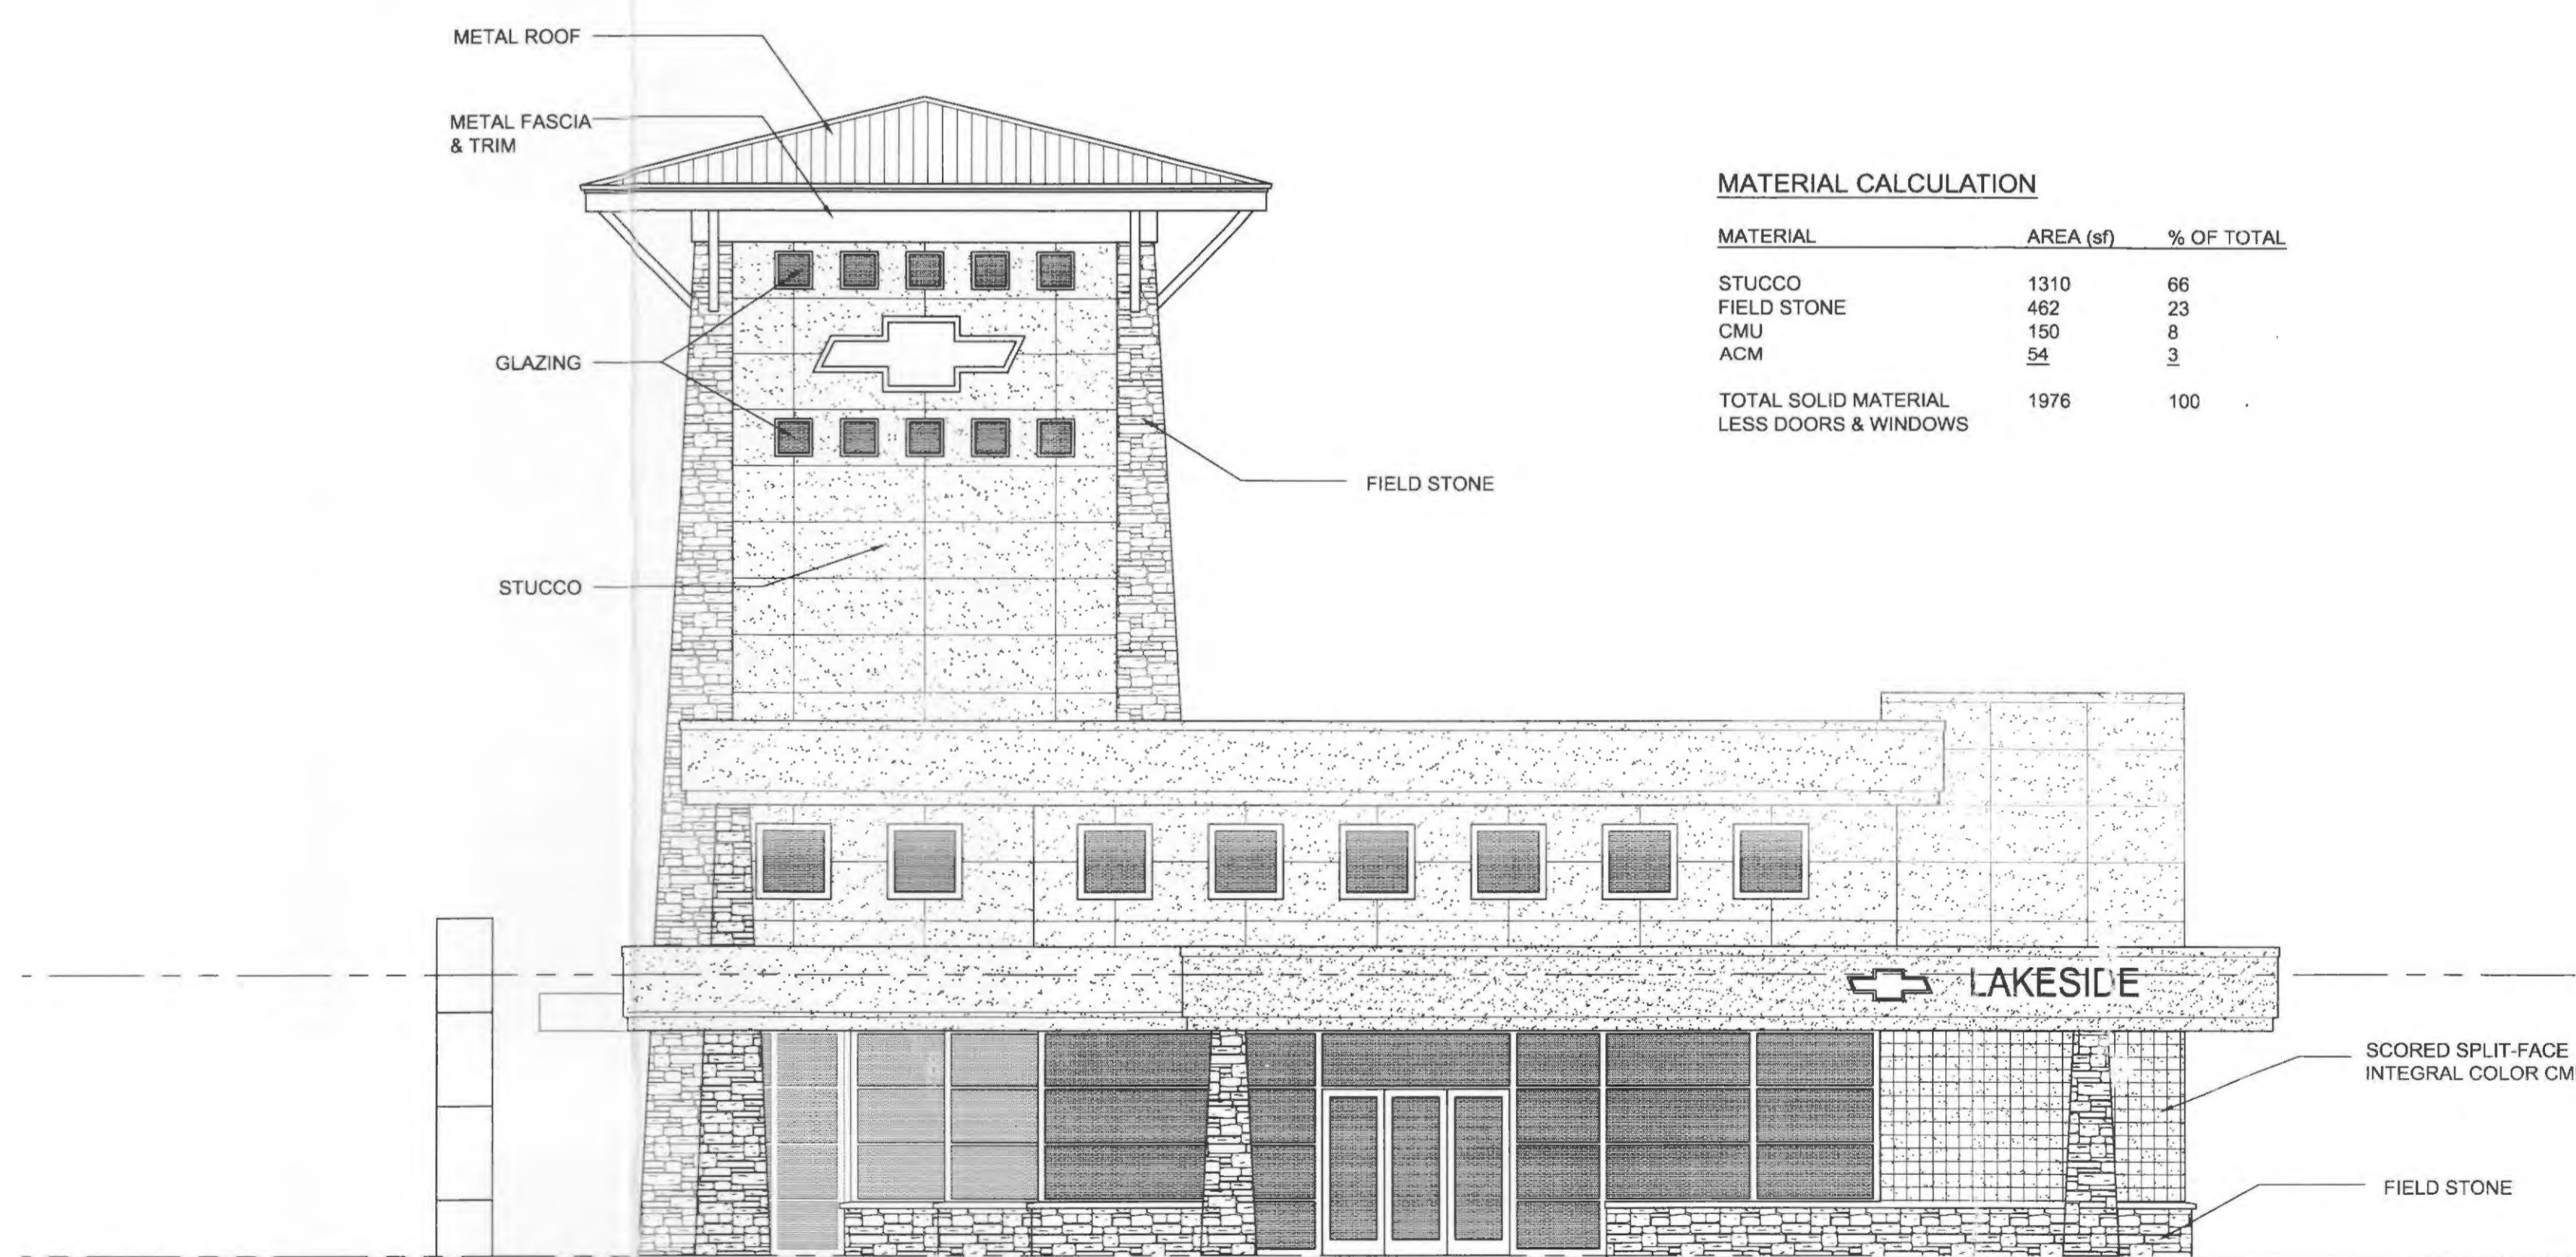 METAL ROOF
METAL FASCIA
& TRIM
GLAZING
STUCCO
FIELD STONE
MATERIAL CALCULATION
MATERIAL AREA (sf) % OF TOTAL
STUCCO 1310 66
FIELD STONE 462 23
CMU 150 8
ACM 54 3
TOTAL SOLID MATERIAL 1976 100
LESS DOORS & WINDOWS
LAKESIDE
SCORED SPLIT-FACE
INTEGRAL COLOR CM
FIELD STONE